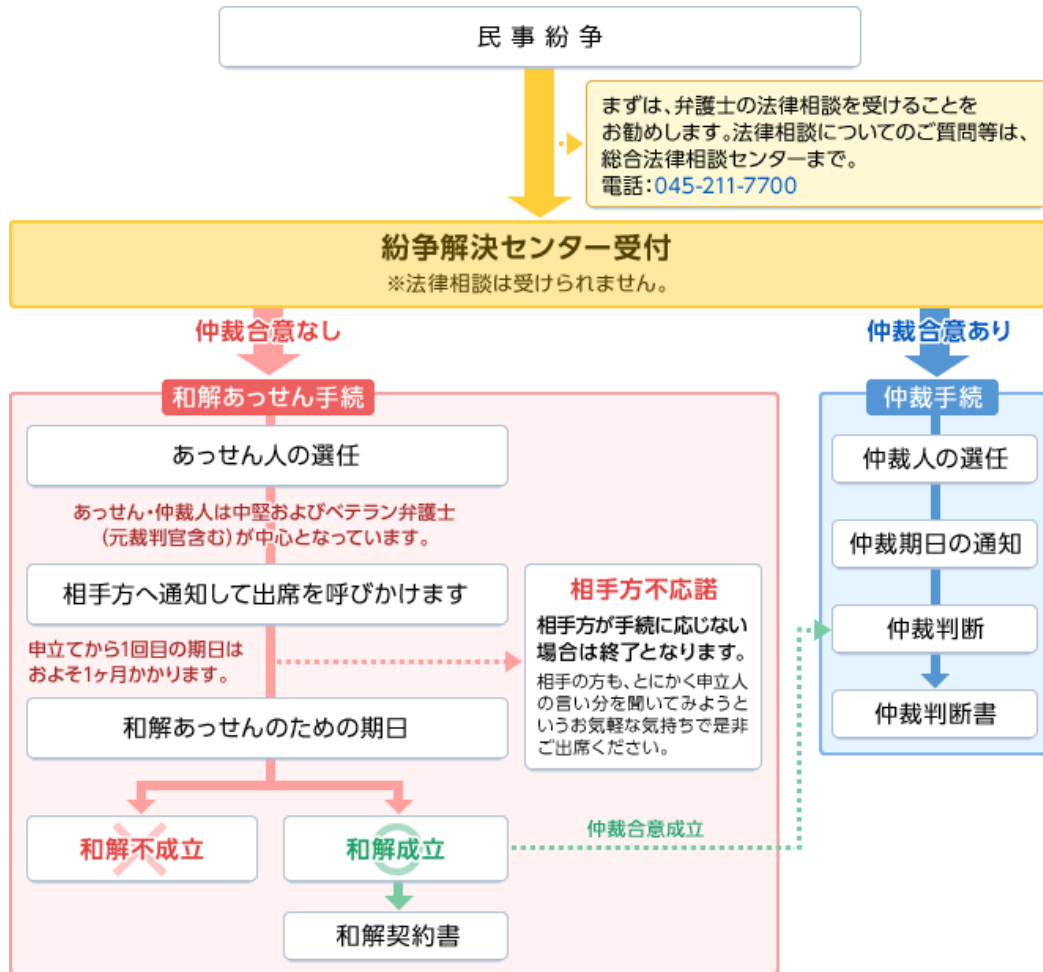 民事紛争
まずは、弁護士の法律相談を受けることを
お勧めします。法律相談についてのご質問等は、
総合法律相談センターまで。
電話：045-211-7700
紛争解決センター受付
※法律相談は受けられません。
仲裁合意なし
仲裁合意あり
和解あっせん手続
あっせん人の選任
あっせん・仲裁人は中堅およびベテラン弁護士
（元裁判官含む）が中心となっています。
相手方へ通知して出席を呼びかけます
申立てから1回目の期日は
およそ1ヶ月かかります。
相手方不応諾
相手方が手続に応じない
場合は終了となります。
相手の方も、とにかく申立人
の言い分を聞いてみようと
いうお気軽な気持ちで是非
ご出席ください。
和解あっせんのための期日
和解不成立
和解成立
仲裁合意成立
和解契約書
仲裁手続
仲裁人の選任
仲裁期日の通知
仲裁判断
仲裁判断書